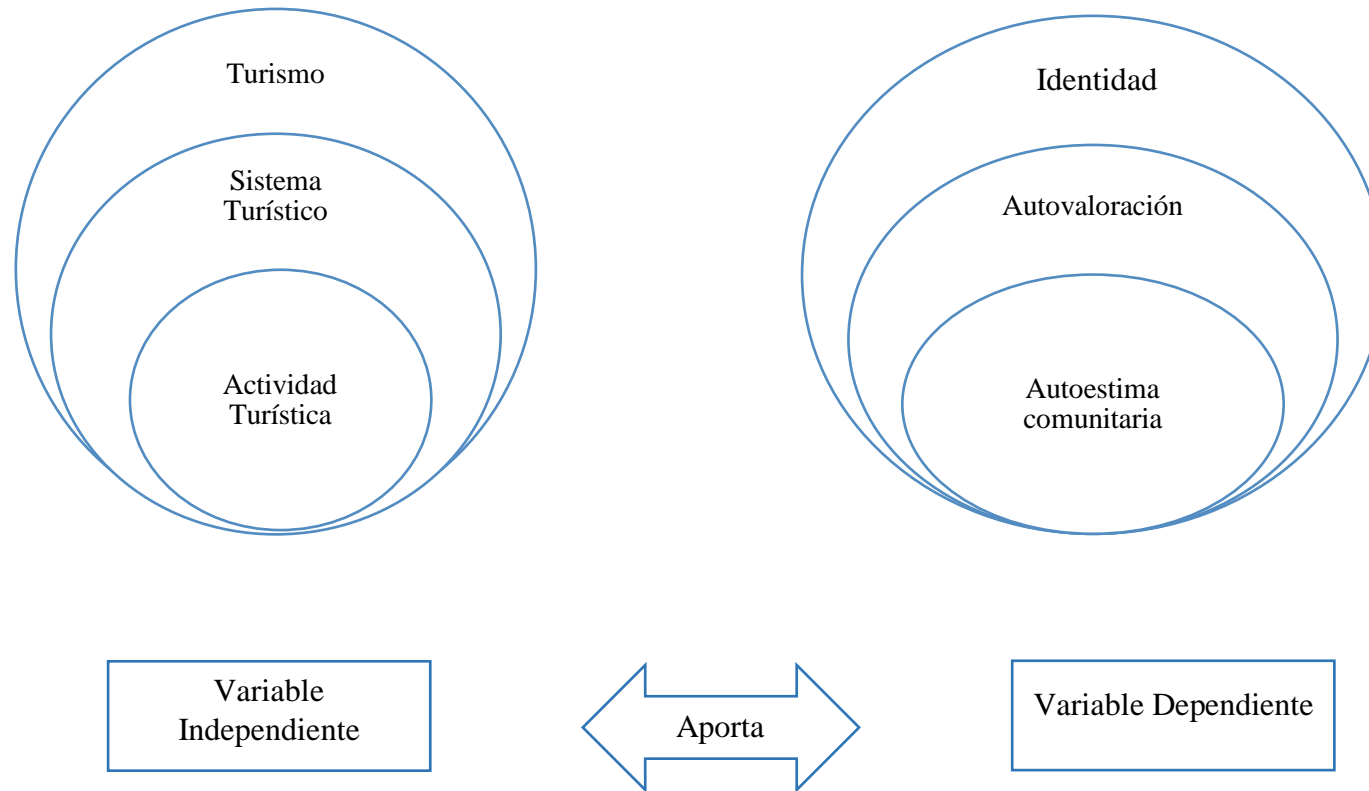 Turismo
Sistema
Turístico
Actividad
Turística
Identidad
Autovaloración
Autoestima
comunitaria
Variable
Independiente
Aporta
Variable Dependiente